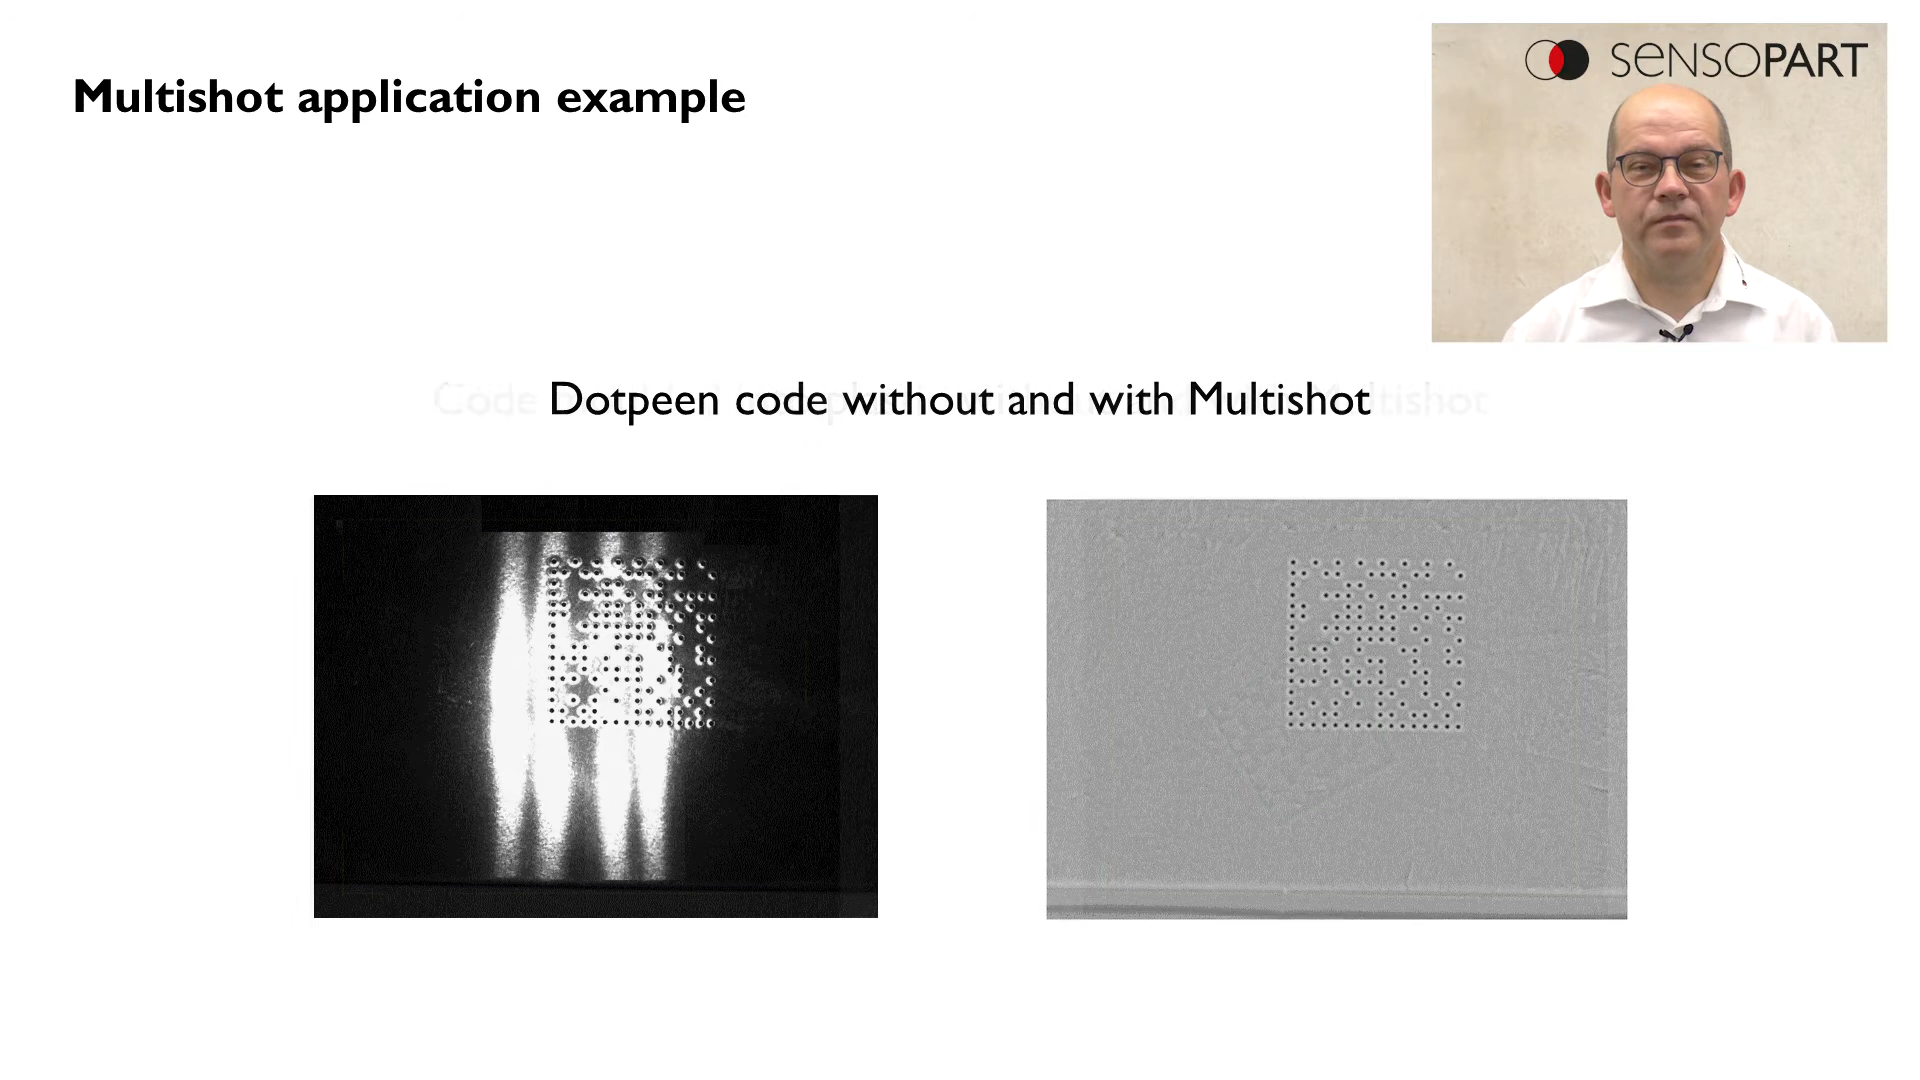 Multishot application example
SENSOPART
Dotpeen code without and with Multishot